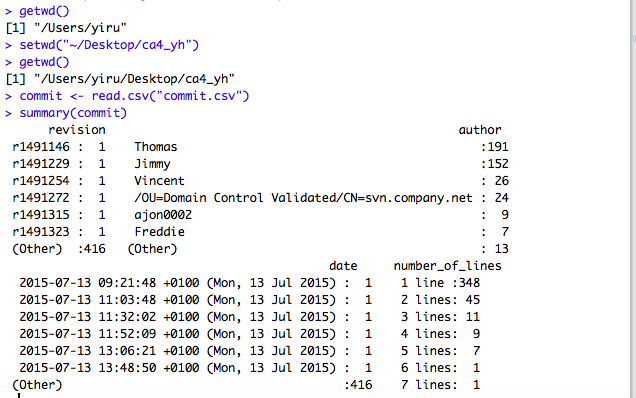 > getwd()
[1] "/Users/yiru"
> setwd("~/Desktop/ca4_yh")
> getwd()
[1] "/Users/yiru/Desktop/ca4_yh"
> commit <- read.csv("commit.csv")
> summary(commit)
revision author
r1491146 : 1 Thomas :191
r1491229 : 1 Jimmy :152
r1491254 : 1 Vincent : 26
r1491272 : 1 /OU=Domain Control Validated/CN=svn.company.net : 24
r1491315 : 1 ajon0002 : 9
r1491323 : 1 Freddie : 7
(Other) :416 (Other) : 13
date number_of_lines
2015-07-13 09:21:48 +0100 (Mon, 13 Jul 2015) : 1 1 line :348
2015-07-13 11:03:48 +0100 (Mon, 13 Jul 2015) : 1 2 lines: 45
2015-07-13 11:32:02 +0100 (Mon, 13 Jul 2015) : 1 3 lines: 11
2015-07-13 11:52:09 +0100 (Mon, 13 Jul 2015) : 1 4 lines: 9
2015-07-13 13:06:21 +0100 (Mon, 13 Jul 2015) : 1 5 lines: 7
2015-07-13 13:48:50 +0100 (Mon, 13 Jul 2015) : 1 6 lines: 1
(Other) :416 7 lines: 1